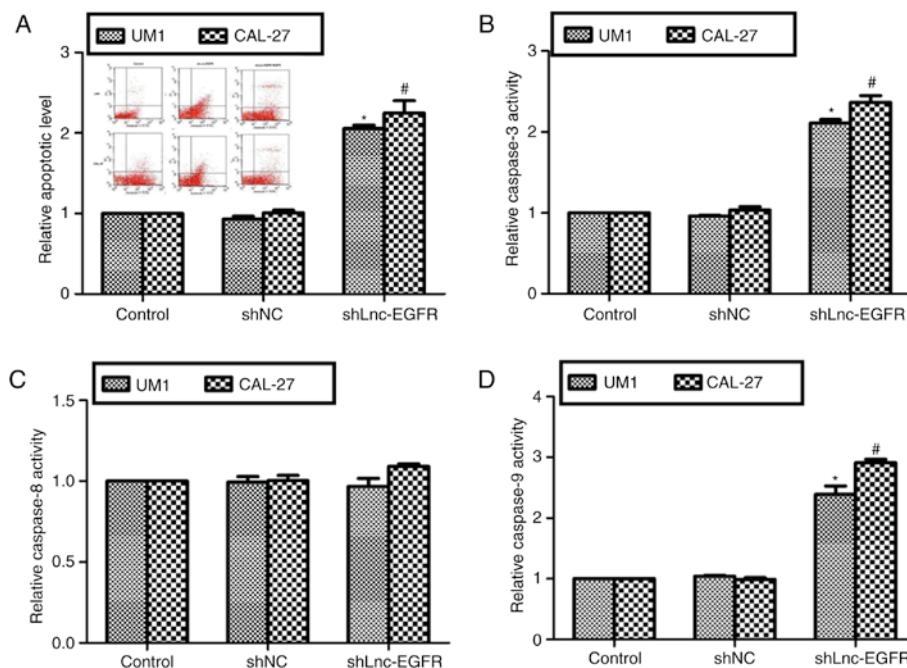 A
UM1 CAL-27
Relative apoptotic level
3
2
1
0
* #
Control shNC shLnc-EGFR
B
UM1 CAL-27
Relative caspase-3 activity
3
2
1
0
* #
Control shNC shLnc-EGFR
C
UM1 CAL-27
Relative caspase-8 activity
1.5
1.0
0.5
0.0
Control shNC shLnc-EGFR
D
UM1 CAL-27
Relative caspase-9 activity
4
3
2
1
0
* #
Control shNC shLnc-EGFR